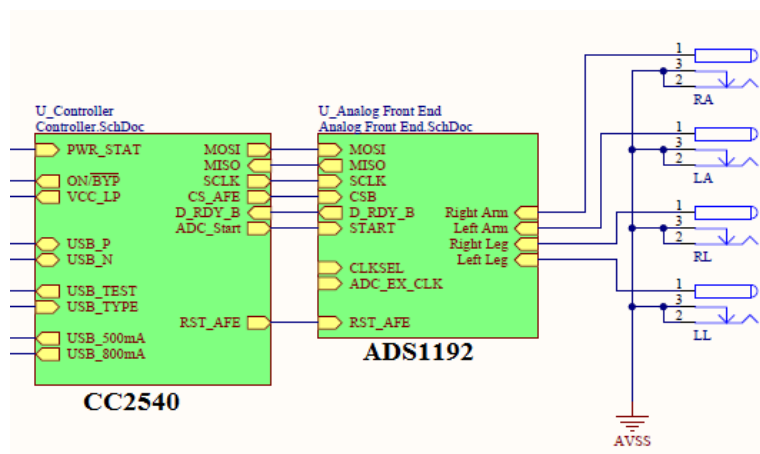 U_Controller
Controller.SchDoc
PWR_STAT
ON/BYP
VCC_LP
USB_P
USB_N
USB_TEST
USB_TYPE
USB_500mA
USB_800mA
MOSI
MISO
SCLK
CS_AFE
D_RDY_B
ADC_Start
RST_AFE
CC2540
U_Analog Front End
Analog Front End.SchDoc
MOSI
MISO
SCLK
CSB
D_RDY_B
START
CLKSEL
ADC_EX_CLK
RST_AFE
Right Arm
Left Arm
Right Leg
Left Leg
ADS1192
1
3
2
RA
1
3
2
LA
1
3
2
RL
1
3
2
LL
AVSS